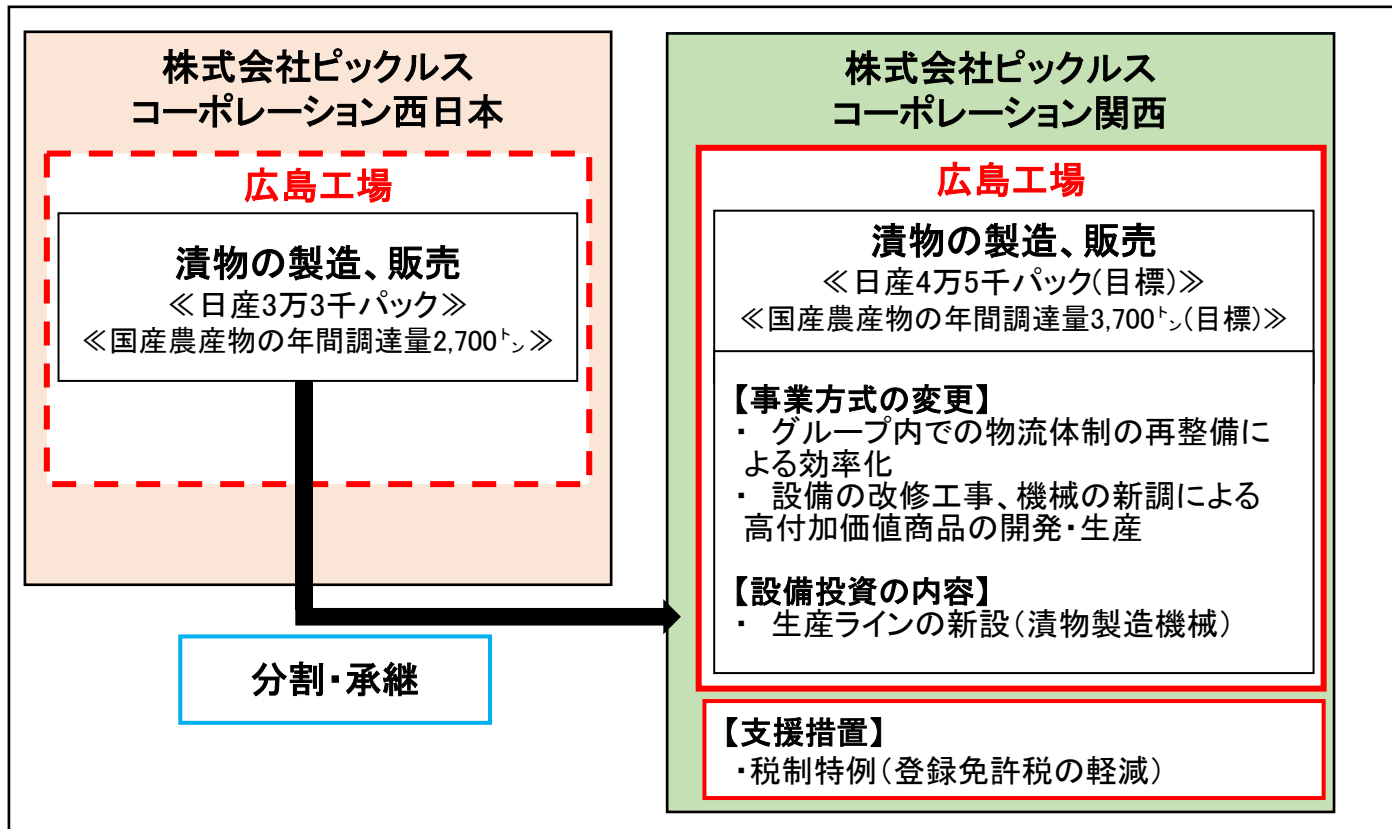 株式会社ピックルス
コーポレーション西日本
広島工場
漬物の製造、販売
≪日産3万3千パック≫
≪国産農産物の年間調達量2,700㌧≫
分割・承継
株式会社ピックルス
コーポレーション関西
広島工場
漬物の製造、販売
≪日産4万5千パック(目標)≫
≪国産農産物の年間調達量3,700㌧(目標)≫
【事業方式の変更】
・ グループ内での物流体制の再整備に
よる効率化
・ 設備の改修工事、機械の新調による
高付加価値商品の開発・生産
【設備投資の内容】
・ 生産ラインの新設（漬物製造機械）
【支援措置】
・税制特例（登録免許税の軽減）